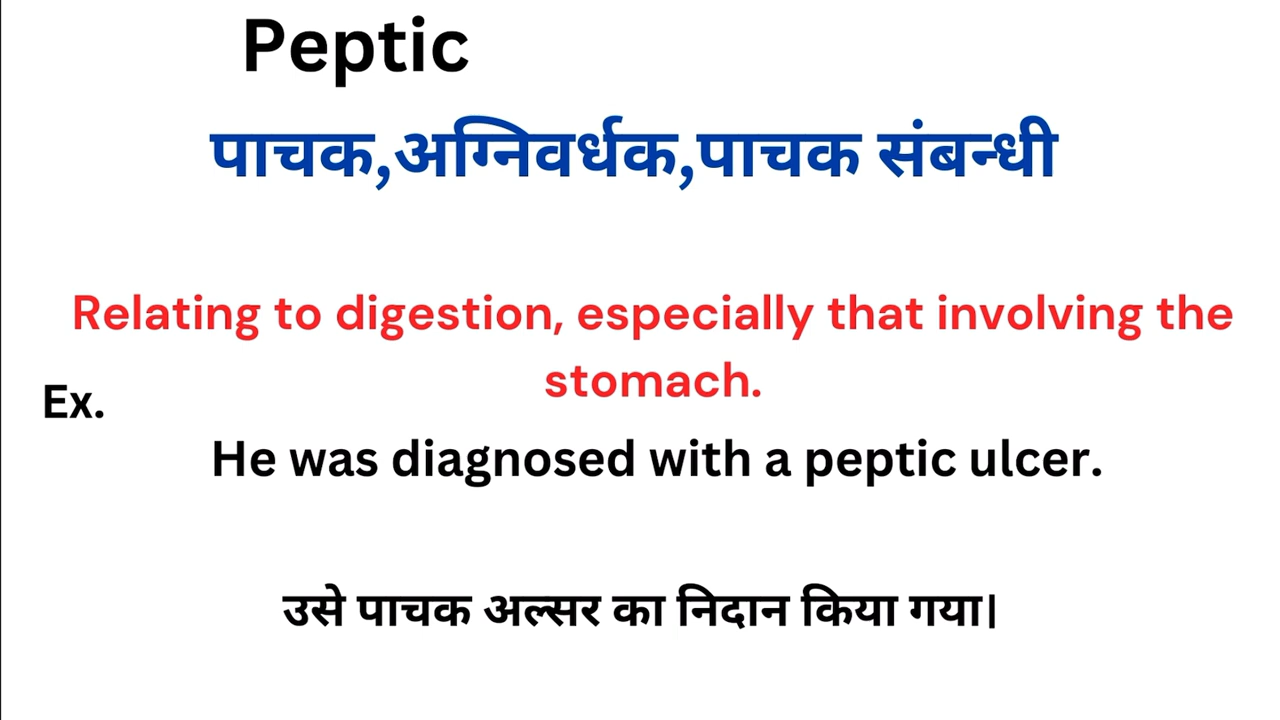 Peptic
पाचक,अग्निवर्धक,पाचक संबन्धी
Relating to digestion, especially that involving the
stomach.
Ex.
He was diagnosed with a peptic ulcer.
उसे पाचक अल्सर का निदान किया गया।